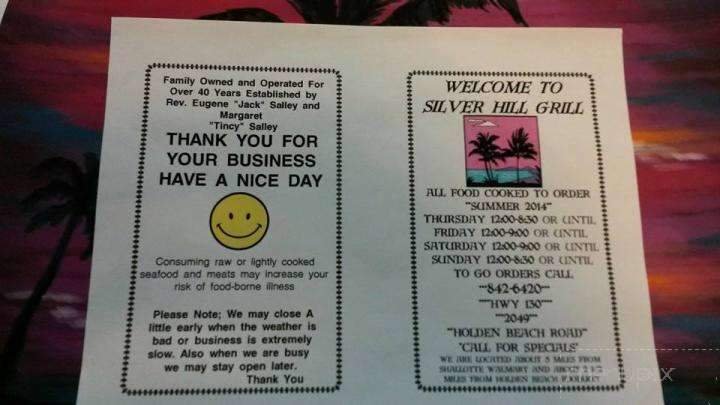 Family Owned and Operated For
Over 40 Years Established by
Rev. Eugene "Jack" Salley and
Margaret
"Tincy" Salley
THANK YOU FOR
YOUR BUSINESS
HAVE A NICE DAY
Consuming raw or lightly cooked
seafood and meats may increase your
risk of food-borne illness
Please Note; We may close A
little early when the weather is
bad or business is extremely
slow. Also when we are busy
we may stay open later.
Thank You
WELCOME TO
SILVER HILL GRILL
ALL FOOD COOKED TO ORDER
"SUMMER 2014"
THURSDAY 12:00-8:30 OR UNTIL
FRIDAY 12:00-9:00 OR UNTIL
SATURDAY 12:00-9:00 OR UNTIL
SUNDAY 12:00-8:30 OR UNTIL
TO GO ORDERS CALL
"'842-6420"''
""HWY 130""
"'2049"'
"HOLDEN BEACH ROAD"
"CALL FOR SPECIALS"
WE ARE LOCATED ABOUT 5 MILES FROM
SHALLOTTE WALMART AND ABOUT 2 1/2
MILES FROM HOLDEN BEACH